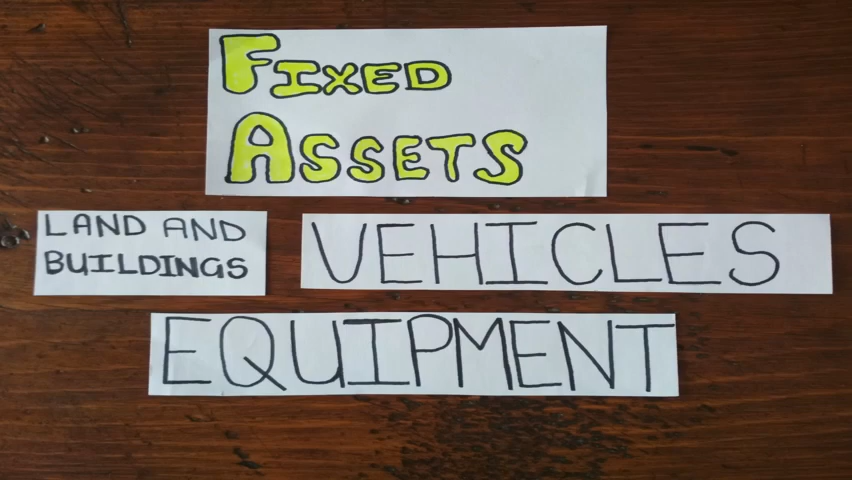 FIXED
ASSETS
LAND AND
BUILDINGS
VEHICLES
EQUIPMENT